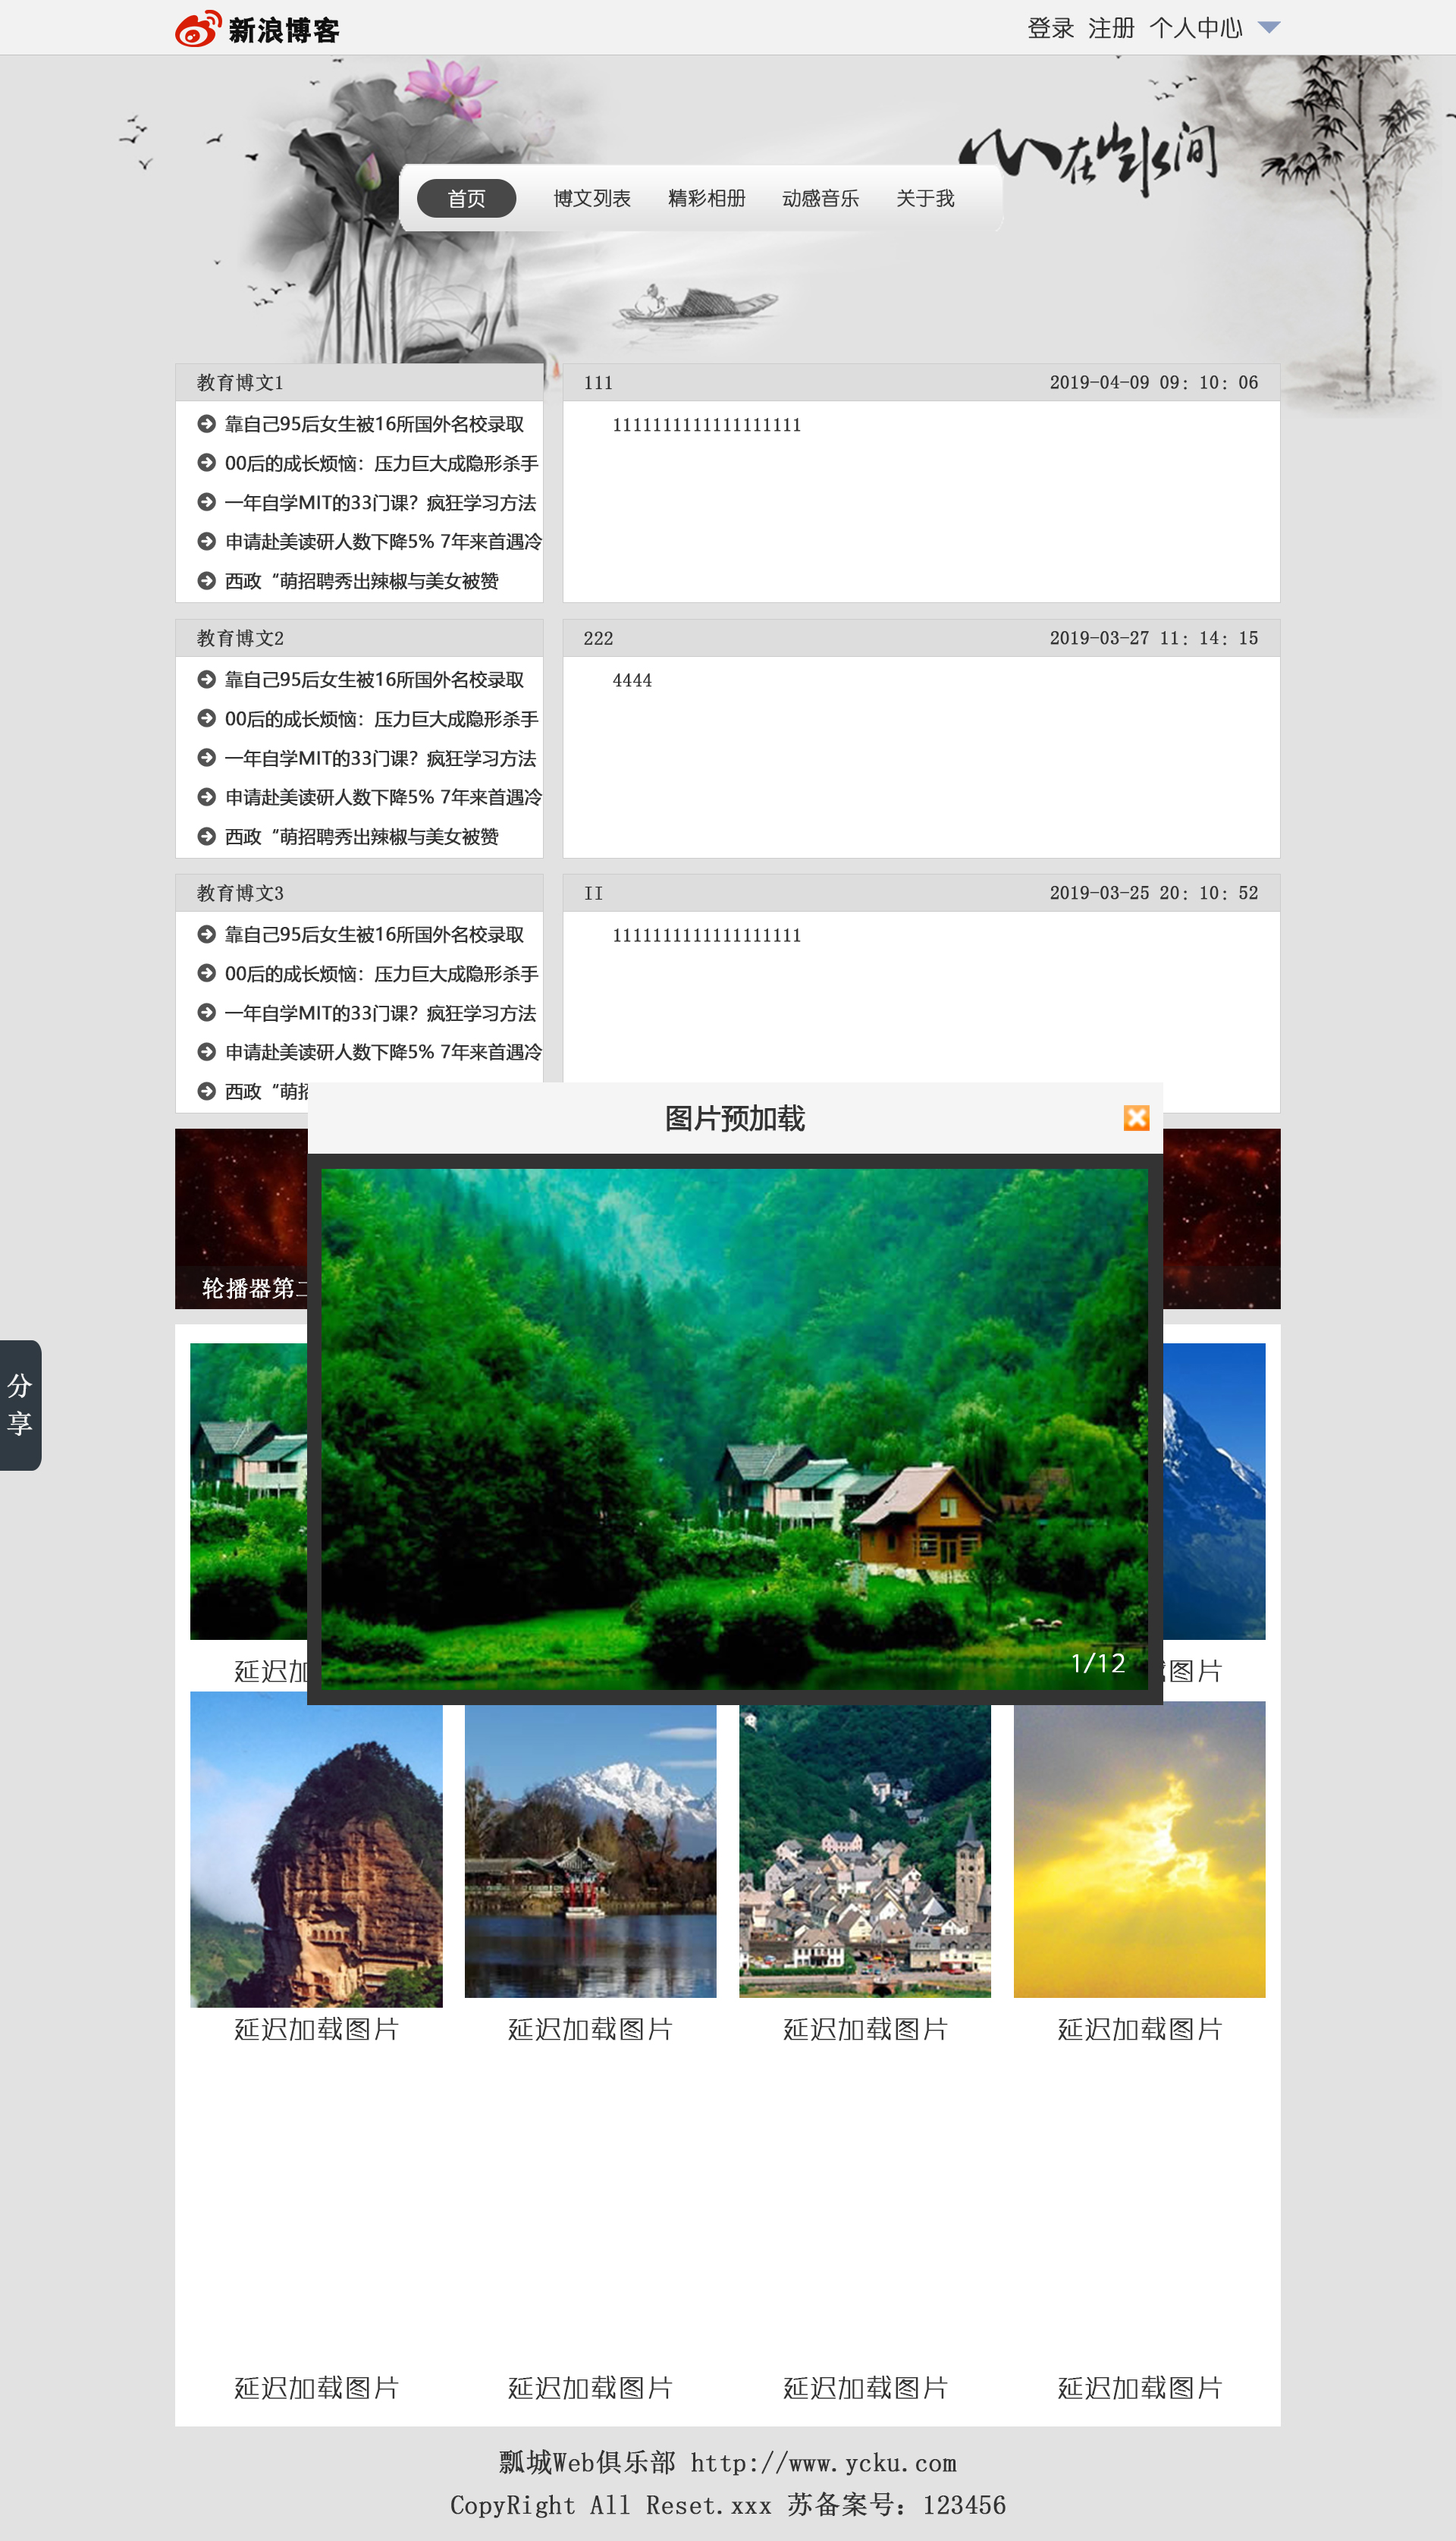 新浪博客
登录 注册 个人中心
心在山水间
首页 博文列表 精彩相册 动感音乐 关于我
教育博文1
靠自己95后女生被16所国外名校录取
00后的成长烦恼：压力巨大成隐形杀手
一年自学MIT的33门课？疯狂学习方法
申请赴美读研人数下降5% 7年来首遇冷
西政“萌招聘秀出辣椒与美女被赞
111 2019-04-09 09：10：06
1111111111111111111
教育博文2
靠自己95后女生被16所国外名校录取
00后的成长烦恼：压力巨大成隐形杀手
一年自学MIT的33门课？疯狂学习方法
申请赴美读研人数下降5% 7年来首遇冷
西政“萌招聘秀出辣椒与美女被赞
222 2019-03-27 11：14：15
4444
教育博文3
靠自己95后女生被16所国外名校录取
00后的成长烦恼：压力巨大成隐形杀手
一年自学MIT的33门课？疯狂学习方法
申请赴美读研人数下降5% 7年来首遇冷
西政“萌招
II 2019-03-25 20：10：52
1111111111111111111
图片预加载
轮播器第二
分
享
1/12
延迟加
图片
延迟加载图片 延迟加载图片 延迟加载图片 延迟加载图片
延迟加载图片 延迟加载图片 延迟加载图片 延迟加载图片
瓢城Web俱乐部 http://www.ycku.com
CopyRight All Reset.xxx 苏备案号：123456